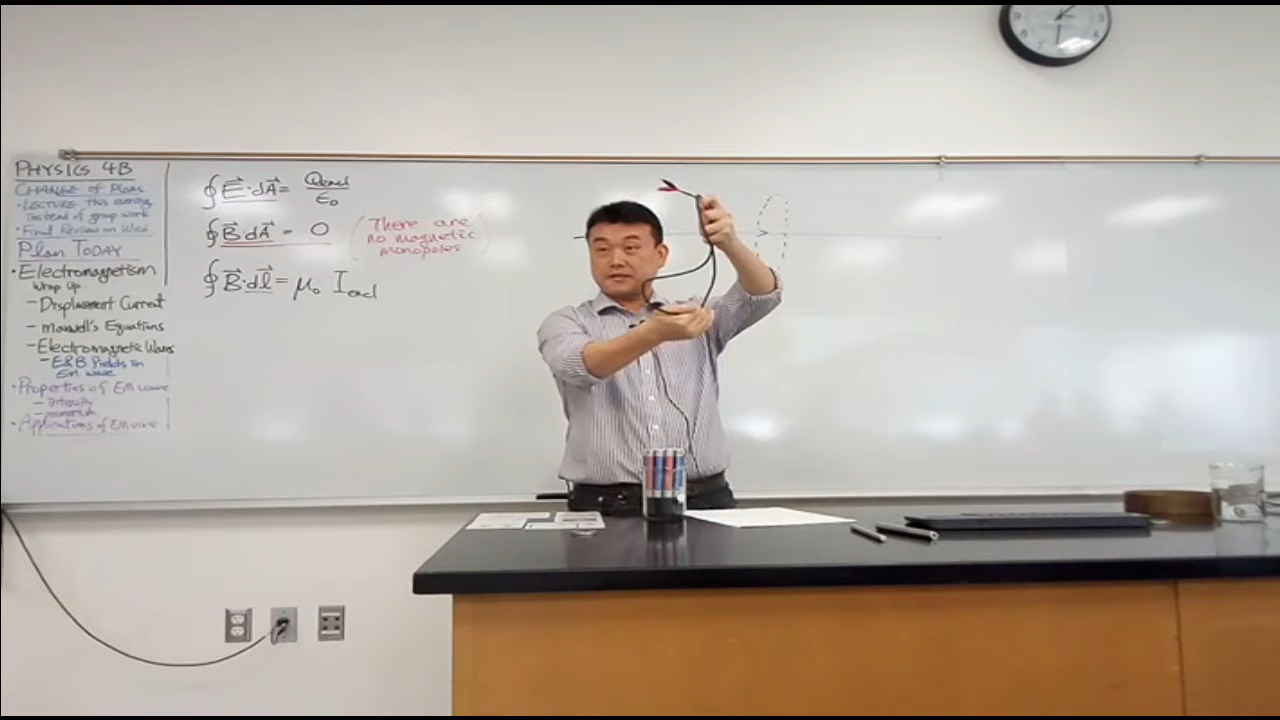 PHYSICS 4B
CHANGE of Plans
• LECTURE this evening
instead of group work
• Final Review on Wed.
Plan TODAY
• Electromagnetism
Wrap Up
– Displacement Current
– Maxwell's Equations
– Electromagnetic Waves
– E&B fields in
EM wave
• Properties of EM wave
– intensity
– momentum
• Applications of EM wave
∮ E⃗·dA⃗ = Qencl/ε₀
∮ B⃗·dA⃗ = 0 (There are
no magnetic
monopoles)
∮ B⃗·dl⃗ = μ₀ Iencl